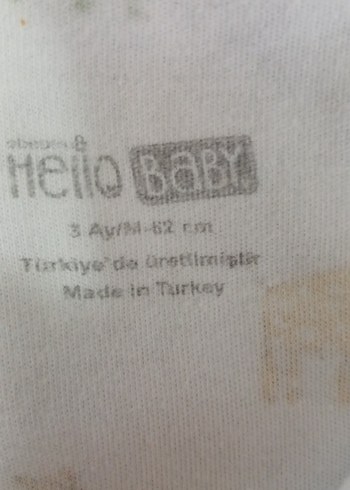 Hello BABY
3 Ay/M-62 cm
Türkiye'de üretilmiştir
Made in Turkey